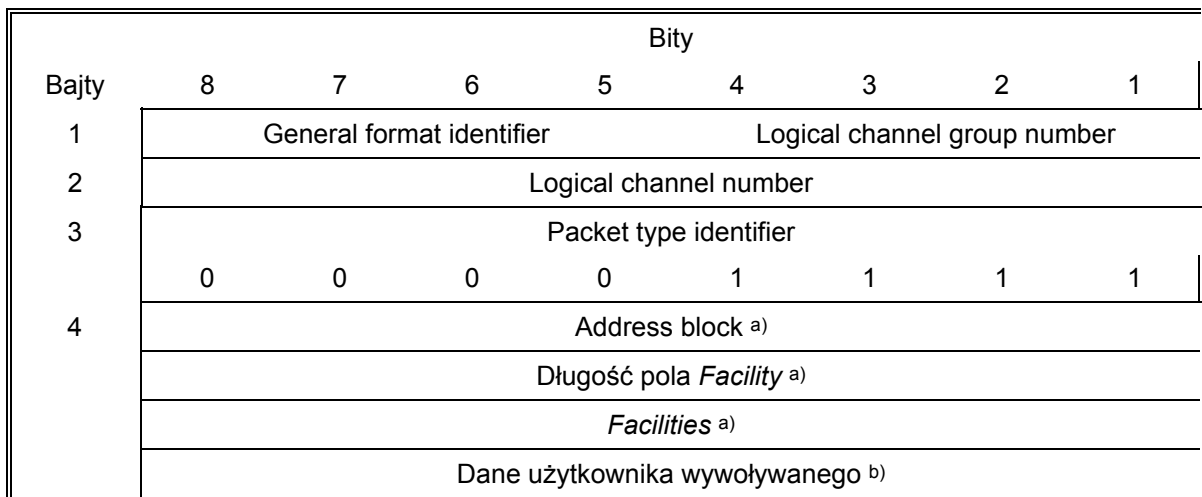 Bity
Bajty 8 7 6 5 4 3 2 1
1 General format identifier Logical channel group number
2 Logical channel number
3 Packet type identifier
0 0 0 0 1 1 1 1
4 Address block a)
Długość pola Facility a)
Facilities a)
Dane użytkownika wywoływanego b)